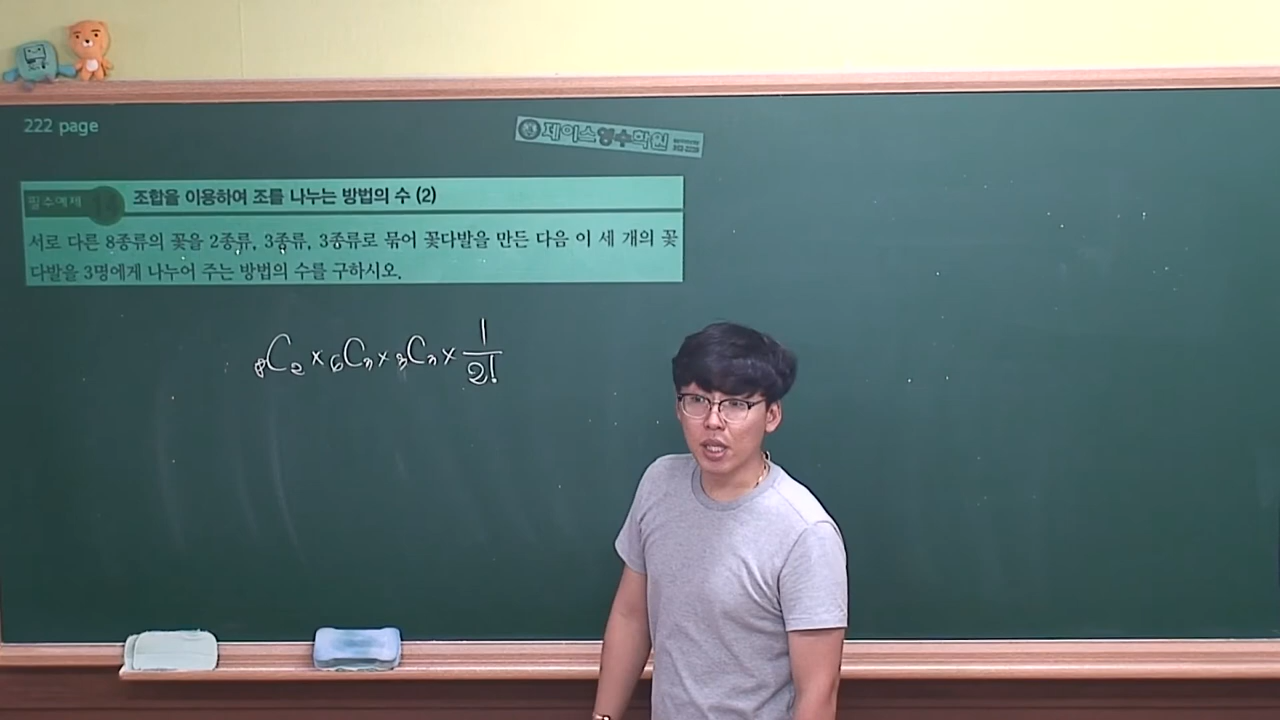 222 page
제이스영수학원
필수예제
조합을 이용하여 조를 나누는 방법의 수 (2)
서로 다른 8종류의 꽃을 2종류, 3종류, 3종류로 묶어 꽃다발을 만든 다음 이 세 개의 꽃
다발을 3명에게 나누어 주는 방법의 수를 구하시오.
₈C₂ × ₆C₃ × ₃C₃ × 1/2!